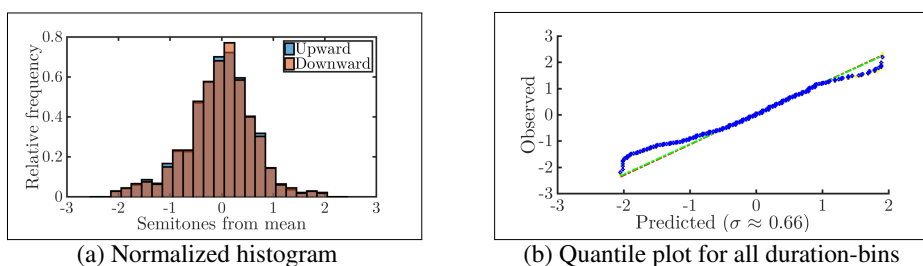 0.8
0.6
0.4
0.2
0
-3 -2 -1 0 1 2 3
Relative frequency
Semitones from mean
Upward
Downward
(a) Normalized histogram
3
2
1
0
-1
-2
-3
-3 -2 -1 0 1 2
Observed
Predicted (σ ≈ 0.66)
(b) Quantile plot for all duration-bins